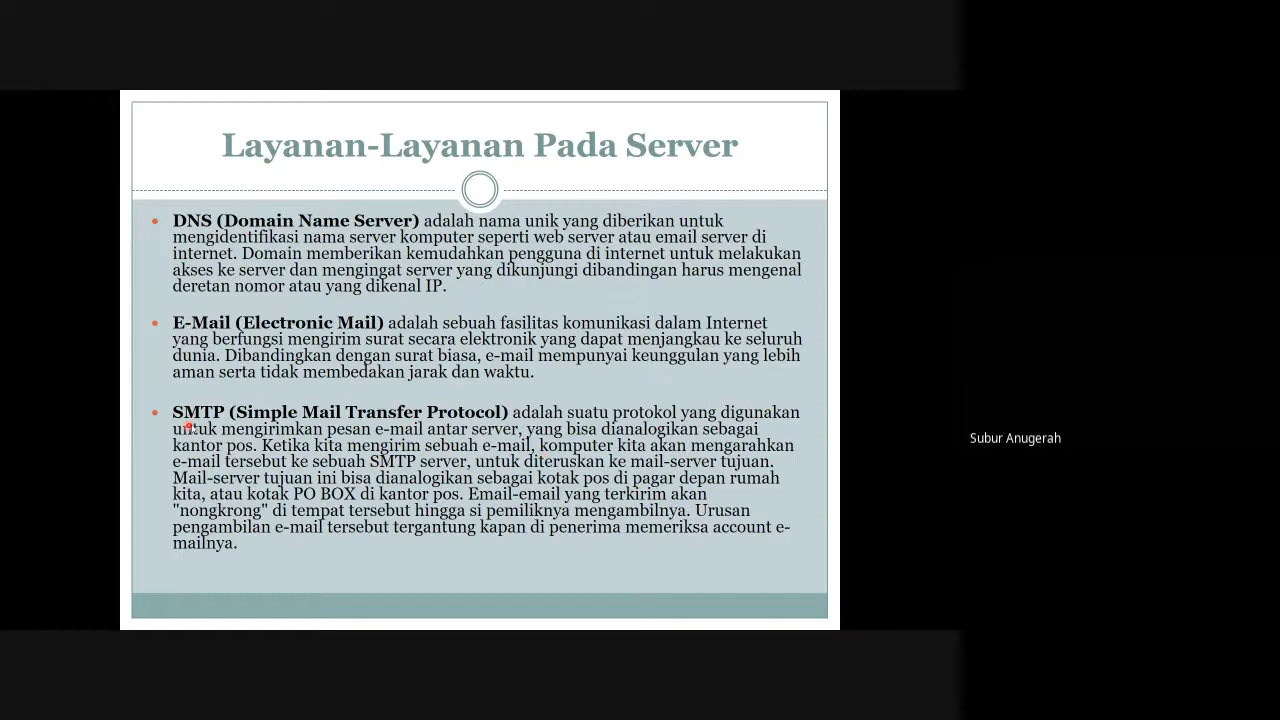 Layanan-Layanan Pada Server
• DNS (Domain Name Server) adalah nama unik yang diberikan untuk
mengidentifikasi nama server komputer seperti web server atau email server di
internet. Domain memberikan kemudahkan pengguna di internet untuk melakukan
akses ke server dan mengingat server yang dikunjungi dibandingan harus mengenal
deretan nomor atau yang dikenal IP.
• E-Mail (Electronic Mail) adalah sebuah fasilitas komunikasi dalam Internet
yang berfungsi mengirim surat secara elektronik yang dapat menjangkau ke seluruh
dunia. Dibandingkan dengan surat biasa, e-mail mempunyai keunggulan yang lebih
aman serta tidak membedakan jarak dan waktu.
• SMTP (Simple Mail Transfer Protocol) adalah suatu protokol yang digunakan
untuk mengirimkan pesan e-mail antar server, yang bisa dianalogikan sebagai
kantor pos. Ketika kita mengirim sebuah e-mail, komputer kita akan mengarahkan
e-mail tersebut ke sebuah SMTP server, untuk diteruskan ke mail-server tujuan.
Mail-server tujuan ini bisa dianalogikan sebagai kotak pos di pagar depan rumah
kita, atau kotak PO BOX di kantor pos. Email-email yang terkirim akan
"nongkrong" di tempat tersebut hingga si pemiliknya mengambilnya. Urusan
pengambilan e-mail tersebut tergantung kapan di penerima memeriksa account e-
mailnya.
Subur Anugerah